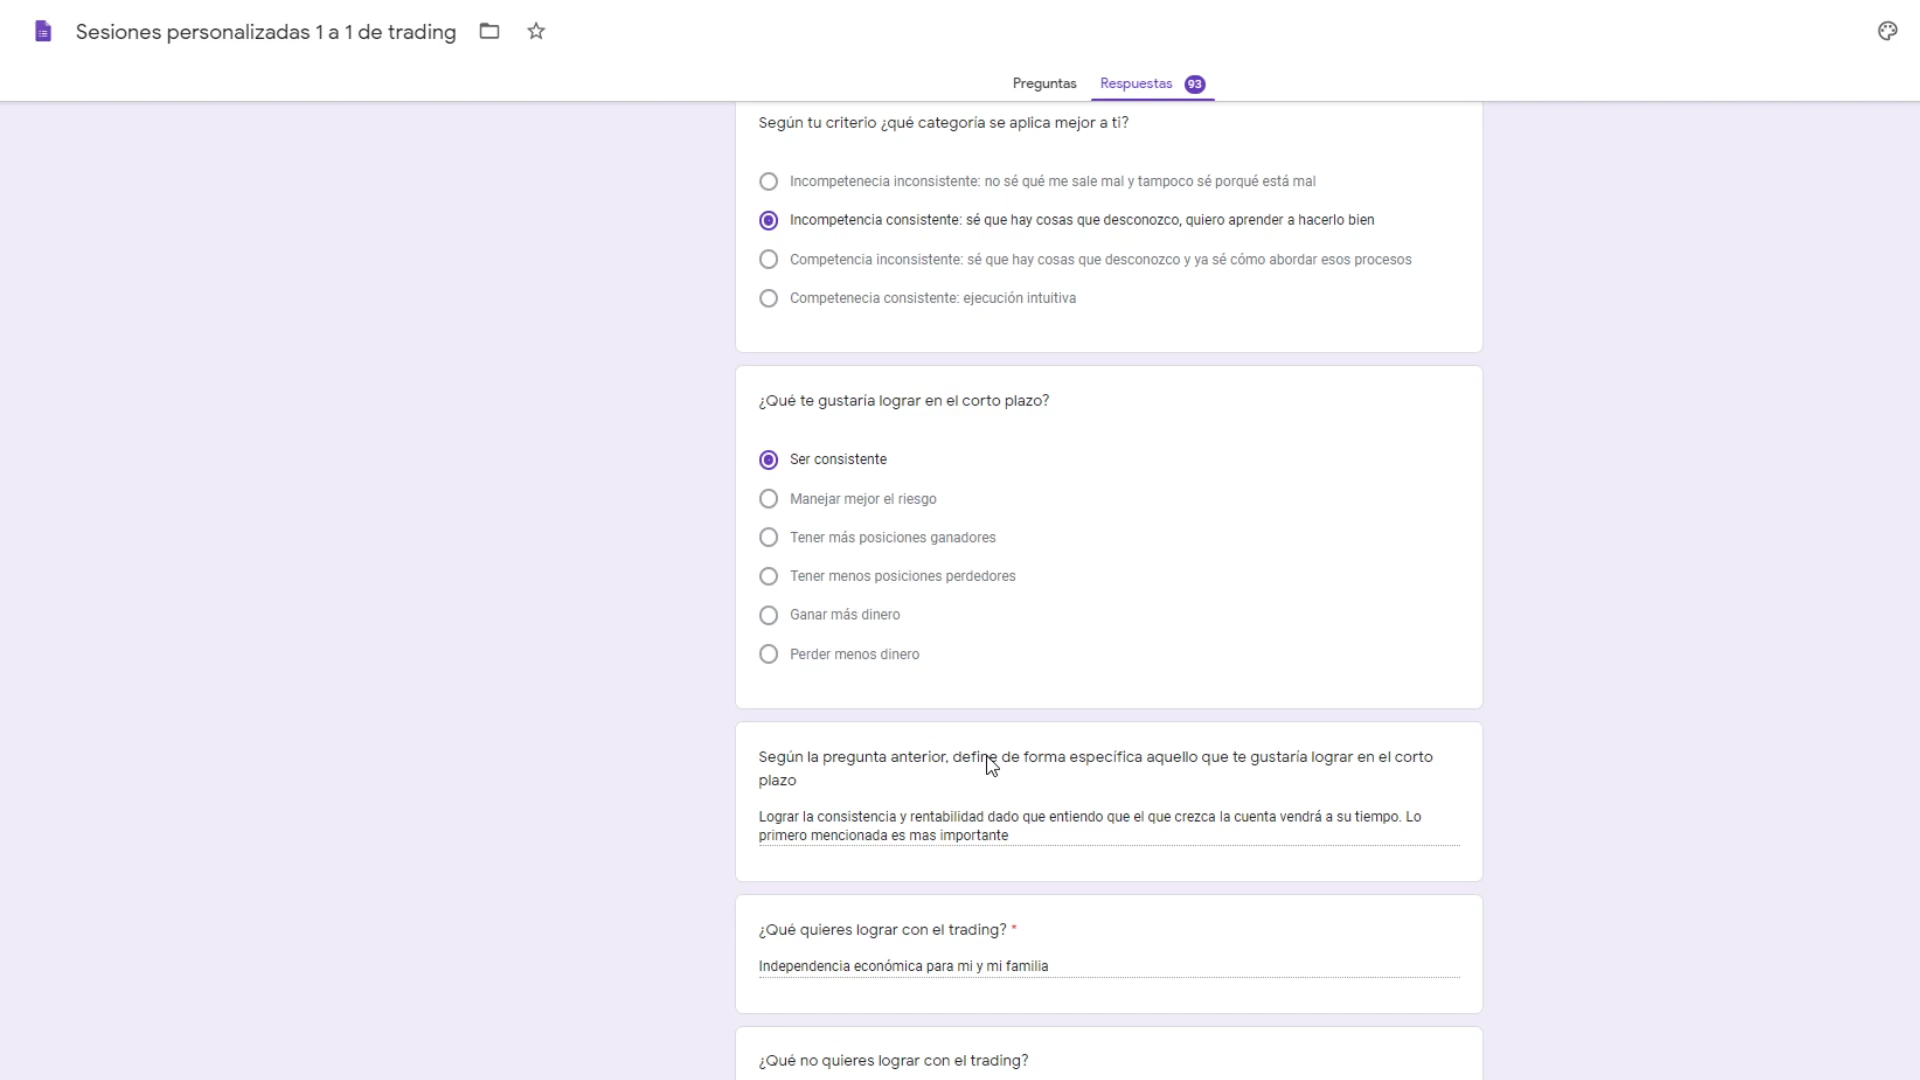 Sesiones personalizadas 1 a 1 de trading
Preguntas
Respuestas 93
Según tu criterio ¿qué categoría se aplica mejor a ti?
Incompetenecia inconsistente: no sé qué me sale mal y tampoco sé porqué está mal
Incompetencia consistente: sé que hay cosas que desconozco, quiero aprender a hacerlo bien
Competencia inconsistente: sé que hay cosas que desconozco y ya sé cómo abordar esos procesos
Competenecia consistente: ejecución intuitiva
¿Qué te gustaría lograr en el corto plazo?
Ser consistente
Manejar mejor el riesgo
Tener más posiciones ganadores
Tener menos posiciones perdedores
Ganar más dinero
Perder menos dinero
Según la pregunta anterior, define de forma específica aquello que te gustaría lograr en el corto
plazo
Lograr la consistencia y rentabilidad dado que entiendo que el que crezca la cuenta vendrá a su tiempo. Lo
primero mencionada es mas importante
¿Qué quieres lograr con el trading? *
Independencia económica para mi y mi familia
¿Qué no quieres lograr con el trading?